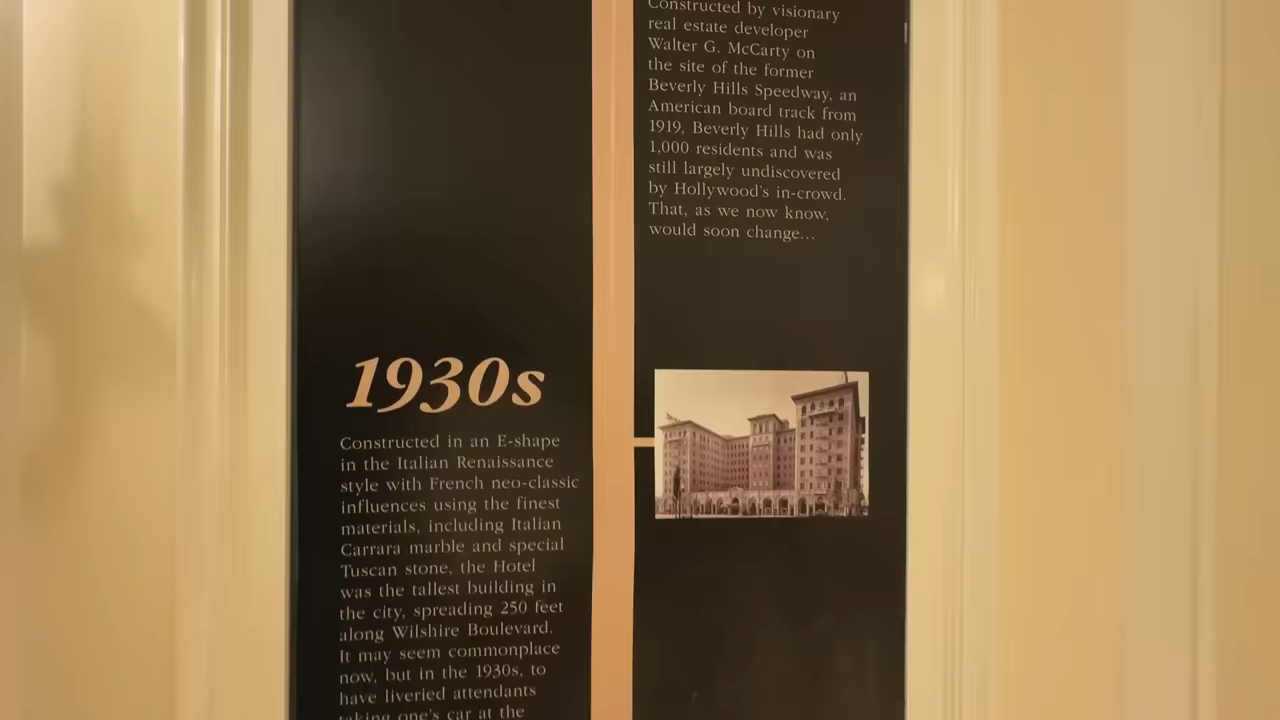 Constructed by visionary
real estate developer
Walter G. McCarty on
the site of the former
Beverly Hills Speedway, an
American board track from
1919, Beverly Hills had only
1,000 residents and was
still largely undiscovered
by Hollywood's in-crowd.
That, as we now know,
would soon change...
1930s
Constructed in an E-shape
in the Italian Renaissance
style with French neo-classic
influences using the finest
materials, including Italian
Carrara marble and special
Tuscan stone, the Hotel
was the tallest building in
the city, spreading 250 feet
along Wilshire Boulevard.
It may seem commonplace
now, but in the 1930s, to
have liveried attendants
taking one's car at the